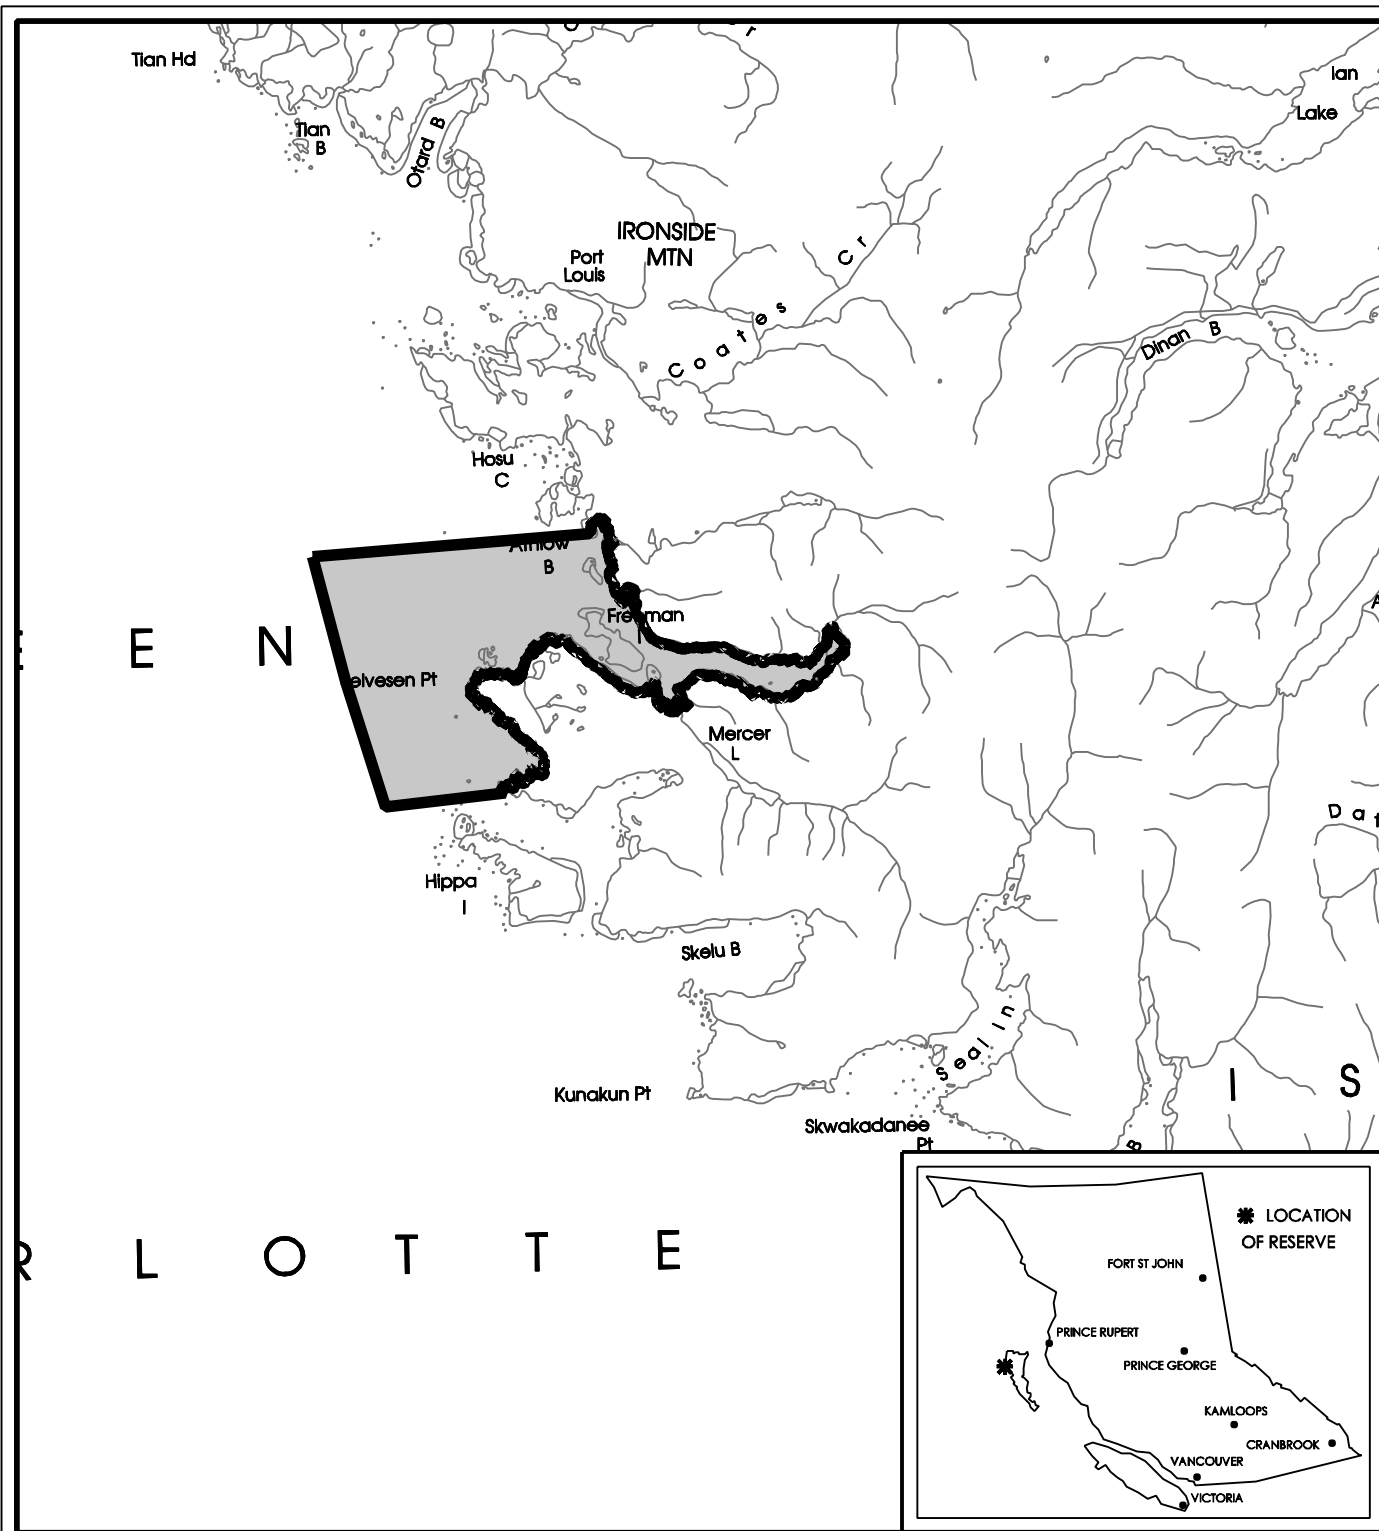 Tian Hd
Ian
Lake
Tian
B
Otard B
IRONSIDE
MTN
Port
Louis
Coates Cr
Dinan B
Hosu
C
B
Freeman
I
E N
elvesen Pt
Mercer
L
Dat
Hippa
I
Skelu B
Seal In
Kunakun Pt
Skwakadanee
Pt
B
I S
R L O T T E
LOCATION
OF RESERVE
FORT ST JOHN
PRINCE RUPERT
PRINCE GEORGE
KAMLOOPS
CRANBROOK
VANCOUVER
VICTORIA